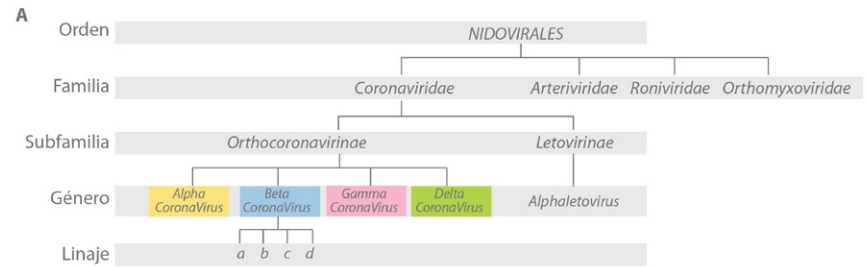 A
Orden NIDOVIRALES
Familia Coronaviridae Arteriviridae Roniviridae Orthomyxoviridae
Subfamilia Orthocoronavirinae Letovirinae
Género Alpha CoronaVirus Beta CoronaVirus Gamma CoronaVirus Delta CoronaVirus Alphaletovirus
Linaje a b c d